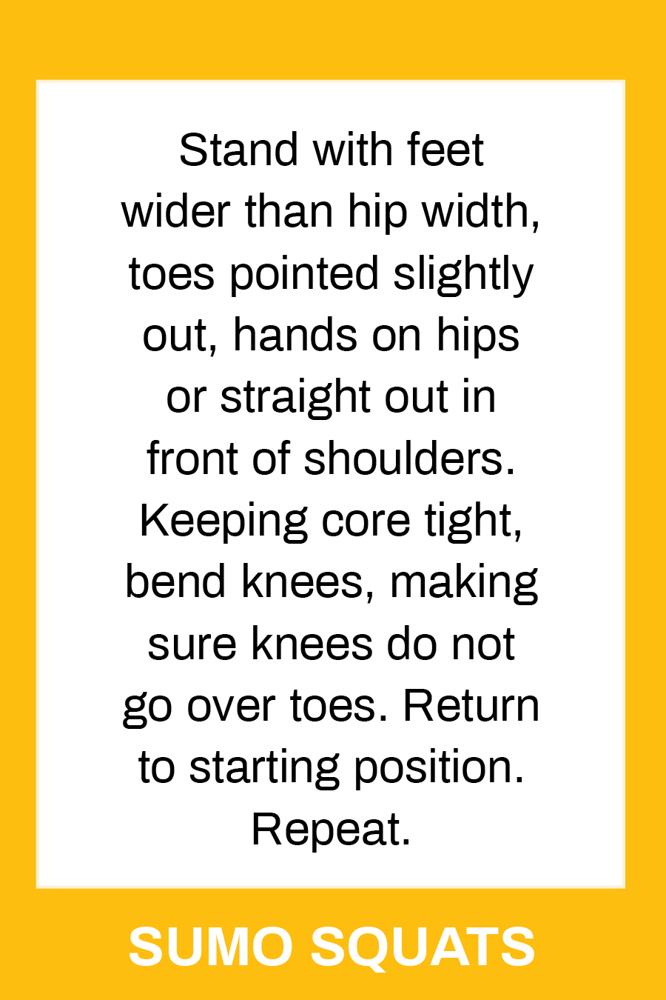 Stand with feet
wider than hip width,
toes pointed slightly
out, hands on hips
or straight out in
front of shoulders.
Keeping core tight,
bend knees, making
sure knees do not
go over toes. Return
to starting position.
Repeat.
SUMO SQUATS